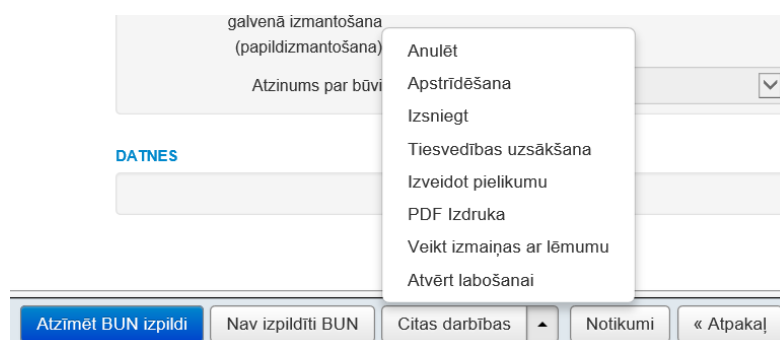 galvenā izmantošana
(papildizmantošana)
Atzinums par būvi
Anulēt
Apstrīdēšana
Izsniegt
Tiesvedības uzsākšana
Izveidot pielikumu
PDF Izdruka
Veikt izmaiņas ar lēmumu
Atvērt labošanai
DATNES
Atzīmēt BUN izpildi
Nav izpildīti BUN
Citas darbības
Notikumi
« Atpakaļ